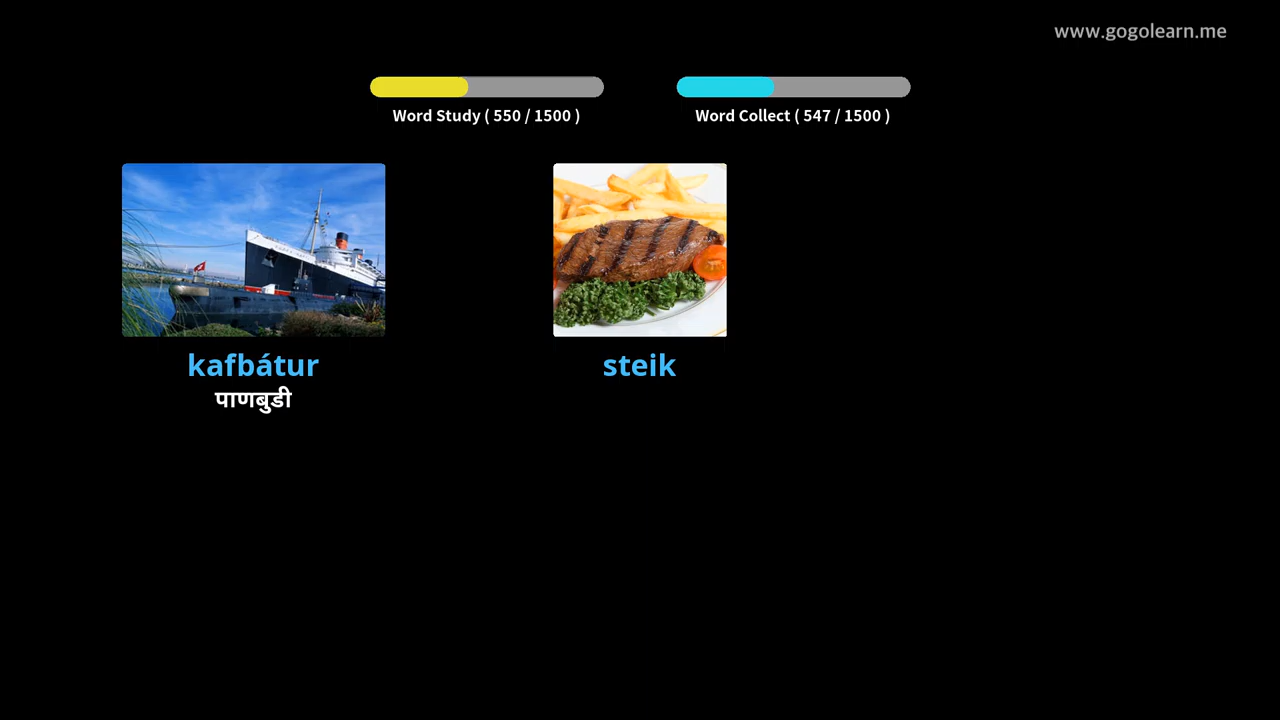 www.gogolearn.me
Word Study ( 550 / 1500 )
Word Collect ( 547 / 1500 )
kafbátur
पाणबुडी
steik